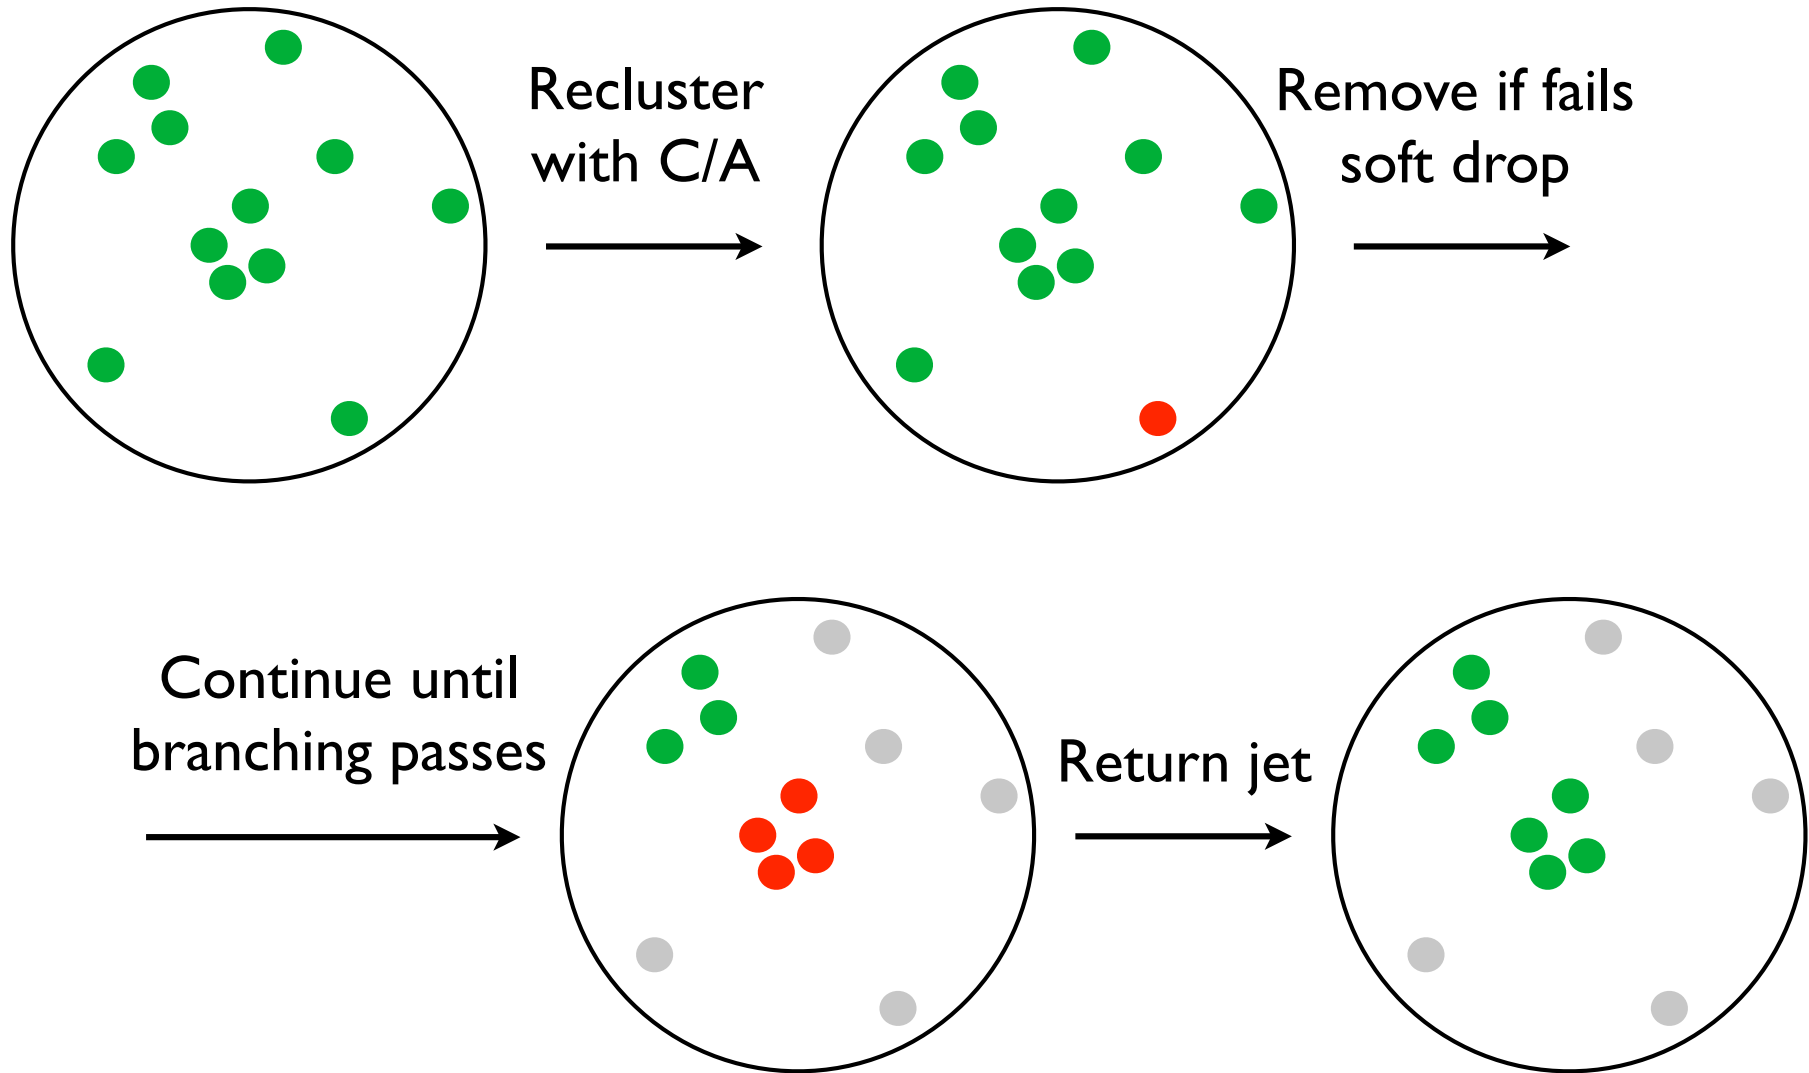 Recluster
with C/A
Remove if fails
soft drop
Continue until
branching passes
Return jet